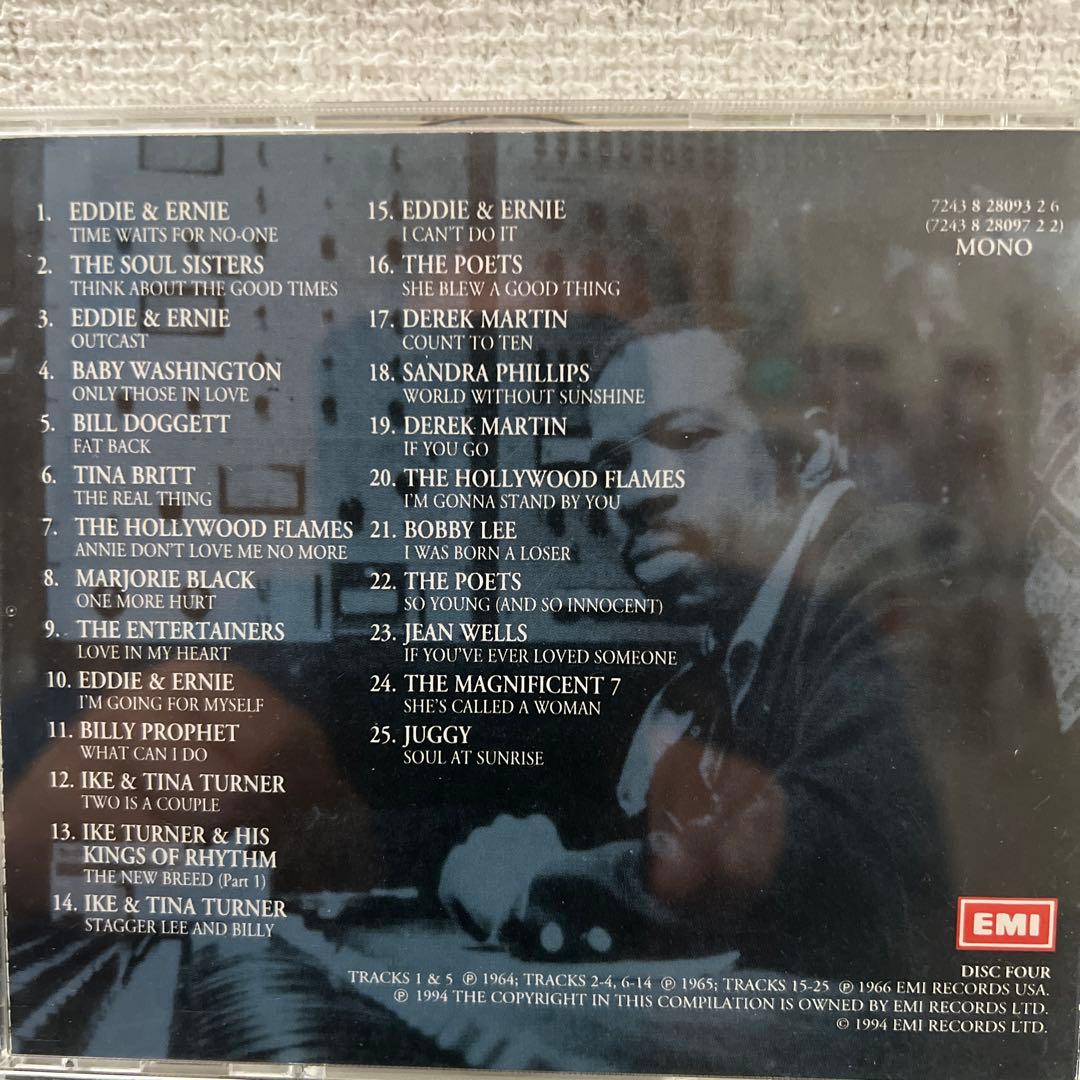 1. EDDIE & ERNIE
TIME WAITS FOR NO-ONE
2. THE SOUL SISTERS
THINK ABOUT THE GOOD TIMES
3. EDDIE & ERNIE
OUTCAST
4. BABY WASHINGTON
ONLY THOSE IN LOVE
5. BILL DOGGETT
FAT BACK
6. TINA BRITT
THE REAL THING
7. THE HOLLYWOOD FLAMES
ANNIE DON'T LOVE ME NO MORE
8. MARJORIE BLACK
ONE MORE HURT
9. THE ENTERTAINERS
LOVE IN MY HEART
10. EDDIE & ERNIE
I'M GOING FOR MYSELF
11. BILLY PROPHET
WHAT CAN I DO
12. IKE & TINA TURNER
TWO IS A COUPLE
13. IKE TURNER & HIS
KINGS OF RHYTHM
THE NEW BREED (Part 1)
14. IKE & TINA TURNER
STAGGER LEE AND BILLY
15. EDDIE & ERNIE
I CAN'T DO IT
16. THE POETS
SHE BLEW A GOOD THING
17. DEREK MARTIN
COUNT TO TEN
18. SANDRA PHILLIPS
WORLD WITHOUT SUNSHINE
19. DEREK MARTIN
IF YOU GO
20. THE HOLLYWOOD FLAMES
I'M GONNA STAND BY YOU
21. BOBBY LEE
I WAS BORN A LOSER
22. THE POETS
SO YOUNG (AND SO INNOCENT)
23. JEAN WELLS
IF YOU'VE EVER LOVED SOMEONE
24. THE MAGNIFICENT 7
SHE'S CALLED A WOMAN
25. JUGGY
SOUL AT SUNRISE
7243 8 28093 2 6
(7243 8 28097 2 2)
MONO
EMI
DISC FOUR
TRACKS 1 & 5 ℗ 1964; TRACKS 2-4, 6-14 ℗ 1965; TRACKS 15-25 ℗ 1966 EMI RECORDS USA.
℗ 1994 THE COPYRIGHT IN THIS COMPILATION IS OWNED BY EMI RECORDS LTD.
© 1994 EMI RECORDS LTD.